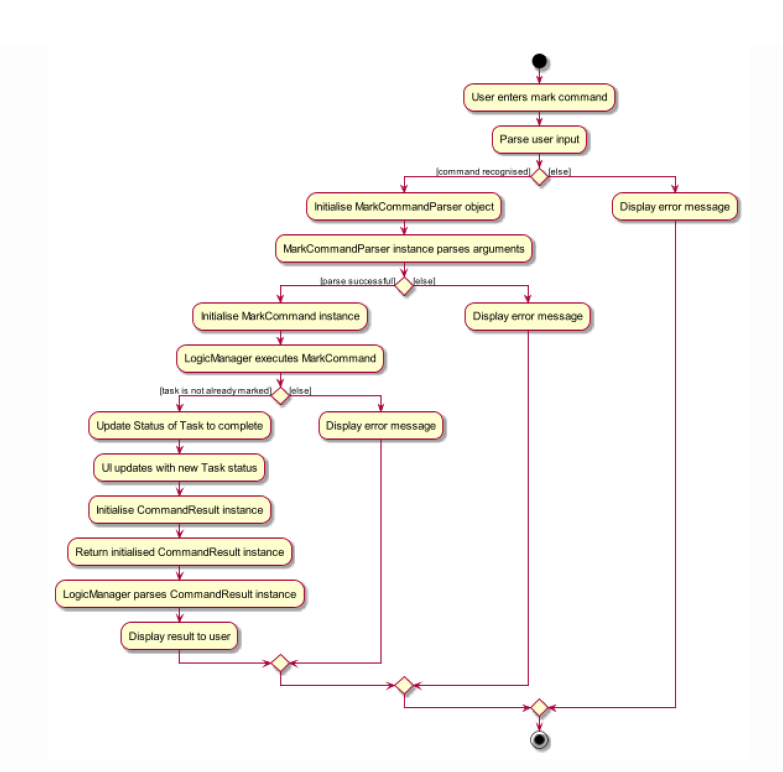 User enters mark command
Parse user input
[command recognised]
[else]
Initialise MarkCommandParser object
Display error message
MarkCommandParser instance parses arguments
[parse successful]
[else]
Initialise MarkCommand instance
Display error message
LogicManager executes MarkCommand
[task is not already marked]
[else]
Update Status of Task to complete
Display error message
UI updates with new Task status
Initialise CommandResult instance
Return initialised CommandResult instance
LogicManager parses CommandResult instance
Display result to user